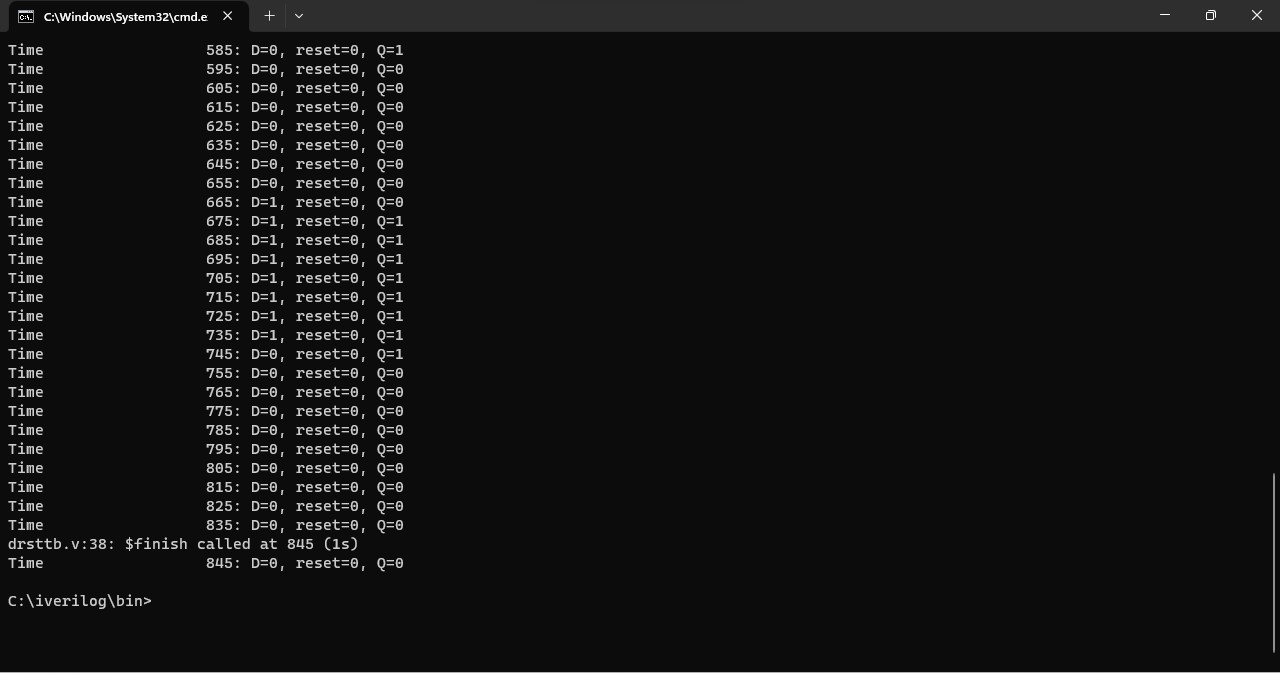 C:\Windows\System32\cmd.e
Time                  585: D=0, reset=0, Q=1
Time                  595: D=0, reset=0, Q=0
Time                  605: D=0, reset=0, Q=0
Time                  615: D=0, reset=0, Q=0
Time                  625: D=0, reset=0, Q=0
Time                  635: D=0, reset=0, Q=0
Time                  645: D=0, reset=0, Q=0
Time                  655: D=0, reset=0, Q=0
Time                  665: D=1, reset=0, Q=0
Time                  675: D=1, reset=0, Q=1
Time                  685: D=1, reset=0, Q=1
Time                  695: D=1, reset=0, Q=1
Time                  705: D=1, reset=0, Q=1
Time                  715: D=1, reset=0, Q=1
Time                  725: D=1, reset=0, Q=1
Time                  735: D=1, reset=0, Q=1
Time                  745: D=0, reset=0, Q=1
Time                  755: D=0, reset=0, Q=0
Time                  765: D=0, reset=0, Q=0
Time                  775: D=0, reset=0, Q=0
Time                  785: D=0, reset=0, Q=0
Time                  795: D=0, reset=0, Q=0
Time                  805: D=0, reset=0, Q=0
Time                  815: D=0, reset=0, Q=0
Time                  825: D=0, reset=0, Q=0
Time                  835: D=0, reset=0, Q=0
drsttb.v:38: $finish called at 845 (1s)
Time                  845: D=0, reset=0, Q=0
C:\iverilog\bin>